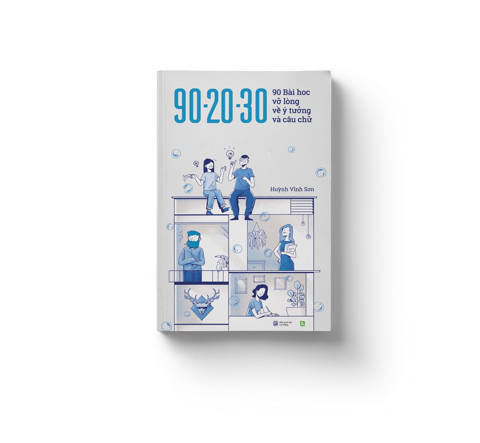 90-20-30
90 Bài học
vỡ lòng
về ý tưởng
và câu chữ
Huỳnh Vĩnh Sơn